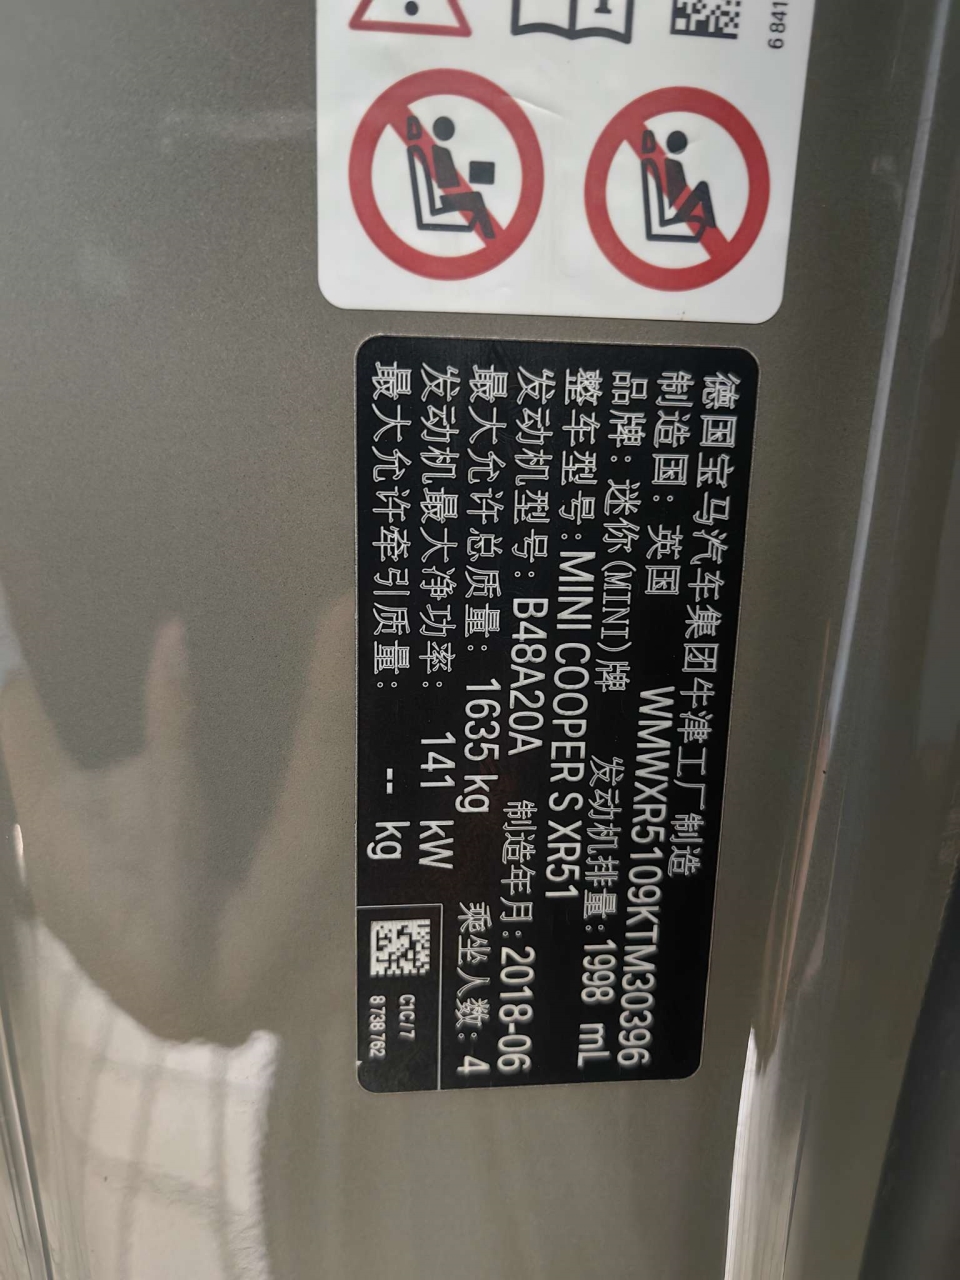 6 841
德国宝马汽车集团牛津工厂制造
制造国：英国 WMWXR5109KTM30396
品牌：迷你(MINI)牌 发动机排量：1998 mL
整车型号：MINI COOPER S XR51
发动机型号：B48A20A 制造年月：2018-06
最大允许总质量：1635 kg 乘坐人数：4
发动机最大净功率：141 kW
最大允许牵引质量：-- kg
C1C / 7
8 738 762